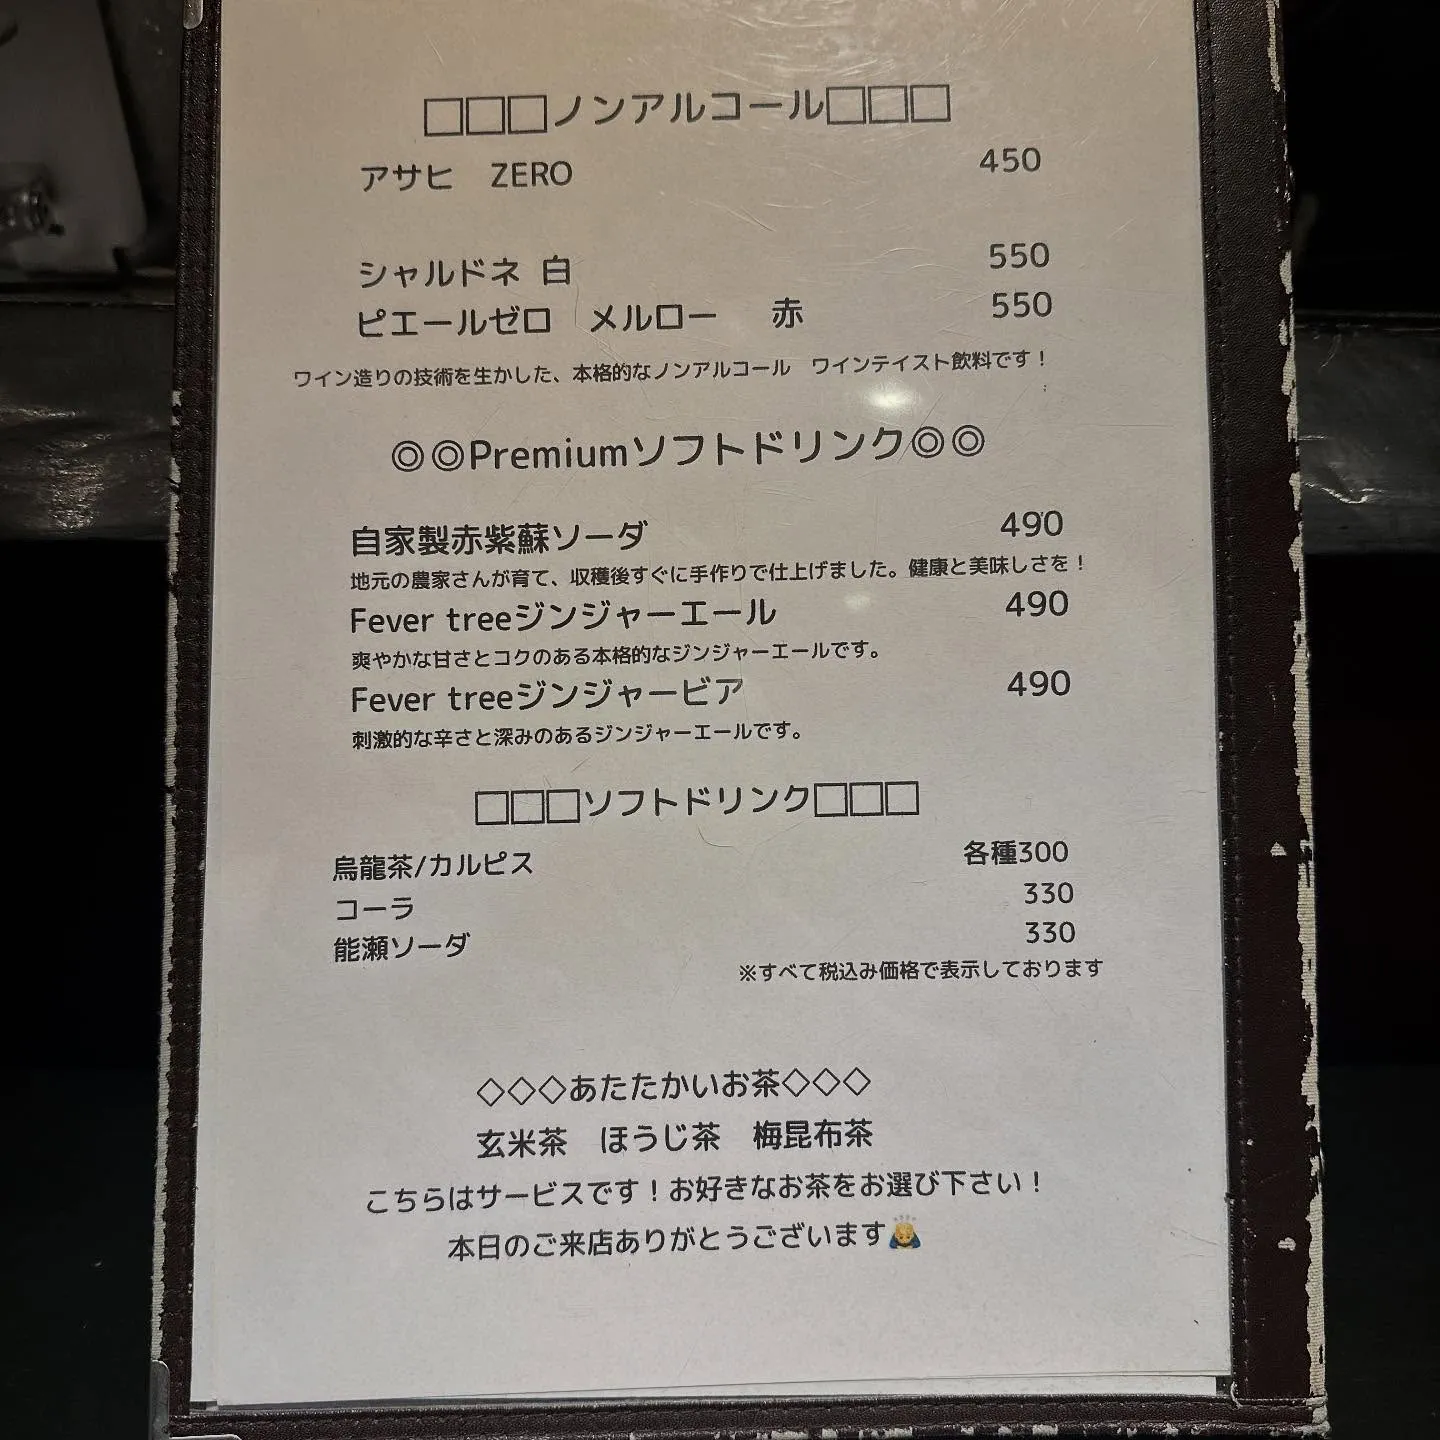 □□□ノンアルコール□□□
アサヒ ZERO 450
シャルドネ 白 550
ピエールゼロ メルロー 赤 550
ワイン造りの技術を生かした、本格的なノンアルコール ワインテイスト飲料です！
◎◎Premiumソフトドリンク◎◎
自家製赤紫蘇ソーダ 490
地元の農家さんが育て、収穫後すぐに手作りで仕上げました。健康と美味しさを！
Fever treeジンジャーエール 490
爽やかな甘さとコクのある本格的なジンジャーエールです。
Fever treeジンジャービア 490
刺激的な辛さと深みのあるジンジャーエールです。
□□□ソフトドリンク□□□
烏龍茶/カルピス 各種300
コーラ 330
能瀬ソーダ 330
※すべて税込み価格で表示しております
◇◇◇あたたかいお茶◇◇◇
玄米茶 ほうじ茶 梅昆布茶
こちらはサービスです！お好きなお茶をお選び下さい！
本日のご来店ありがとうございます🙇